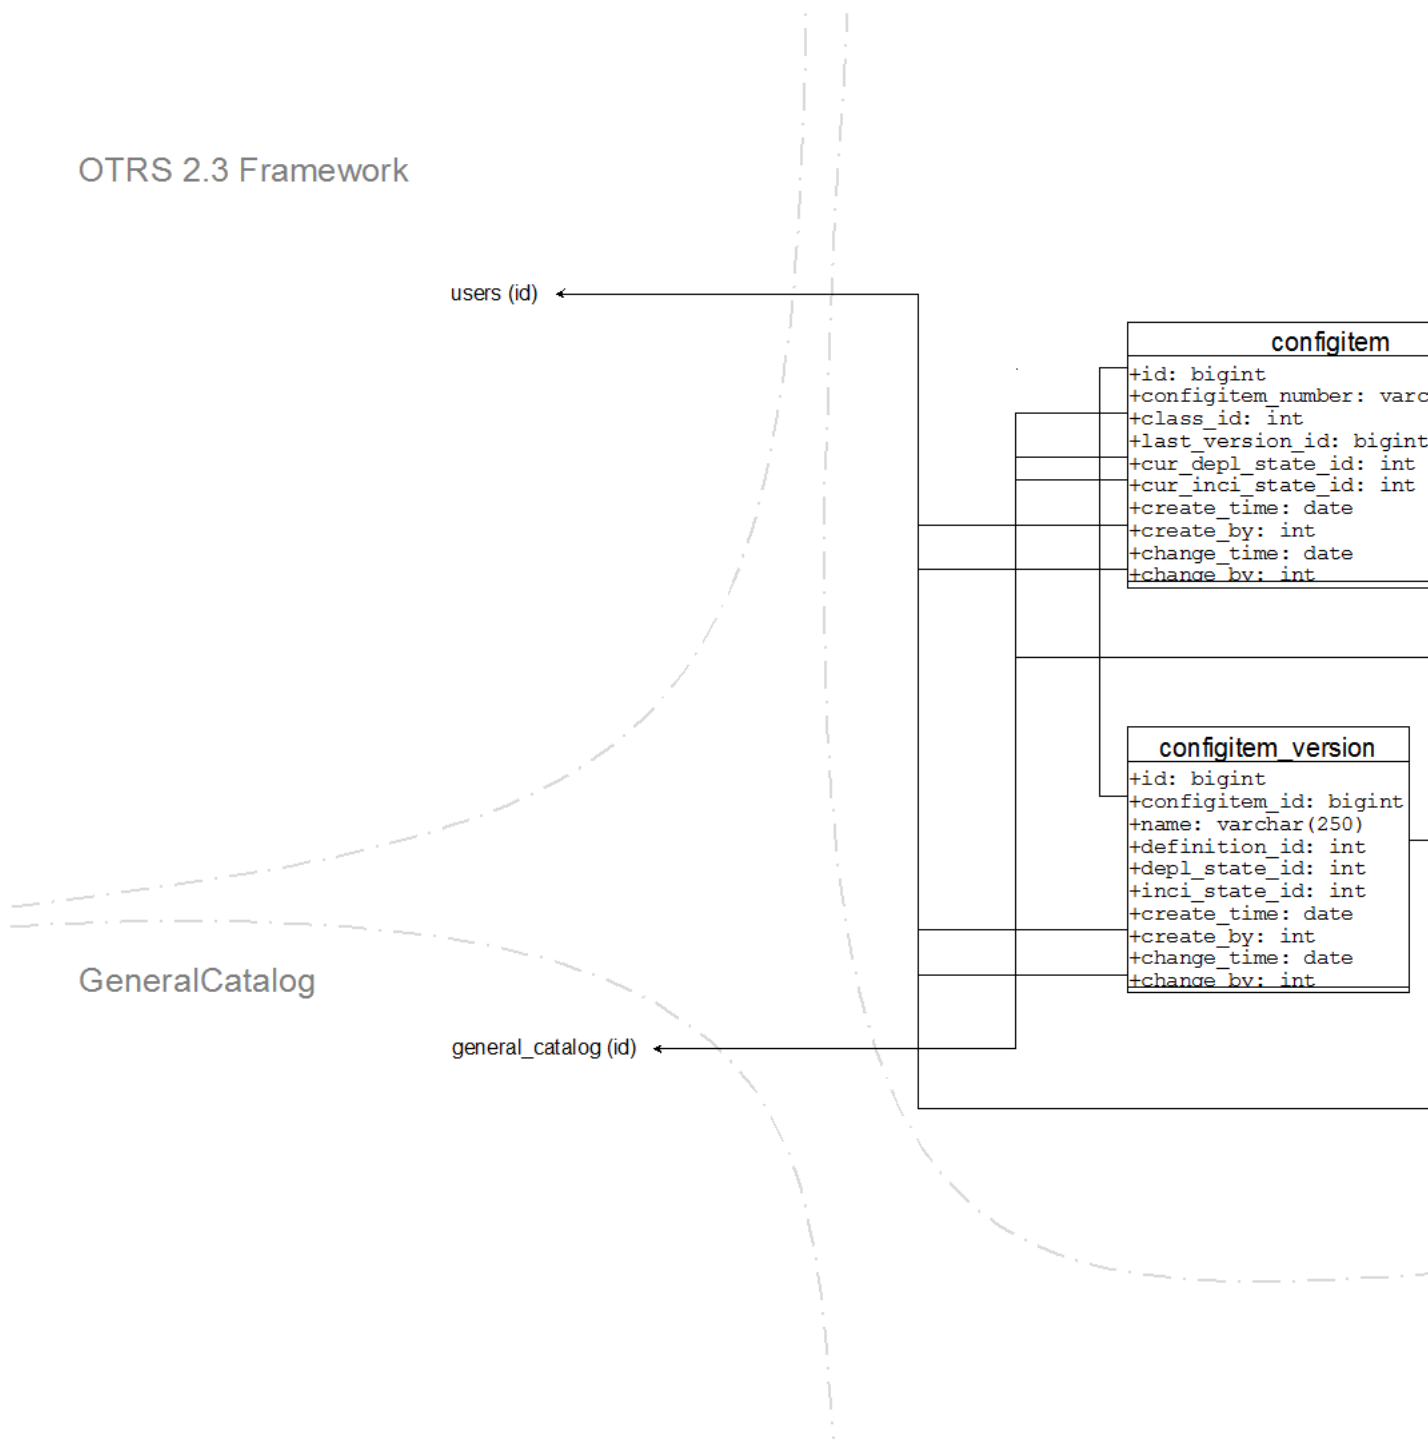 OTRS 2.3 Framework
users (id)
configitem
+id: bigint
+configitem_number: varc
+class_id: int
+last_version_id: bigint
+cur_depl_state_id: int
+cur_inci_state_id: int
+create_time: date
+create_by: int
+change_time: date
+change_by: int
configitem_version
+id: bigint
+configitem_id: bigint
+name: varchar(250)
+definition_id: int
+depl_state_id: int
+inci_state_id: int
+create_time: date
+create_by: int
+change_time: date
+change_by: int
GeneralCatalog
general_catalog (id)